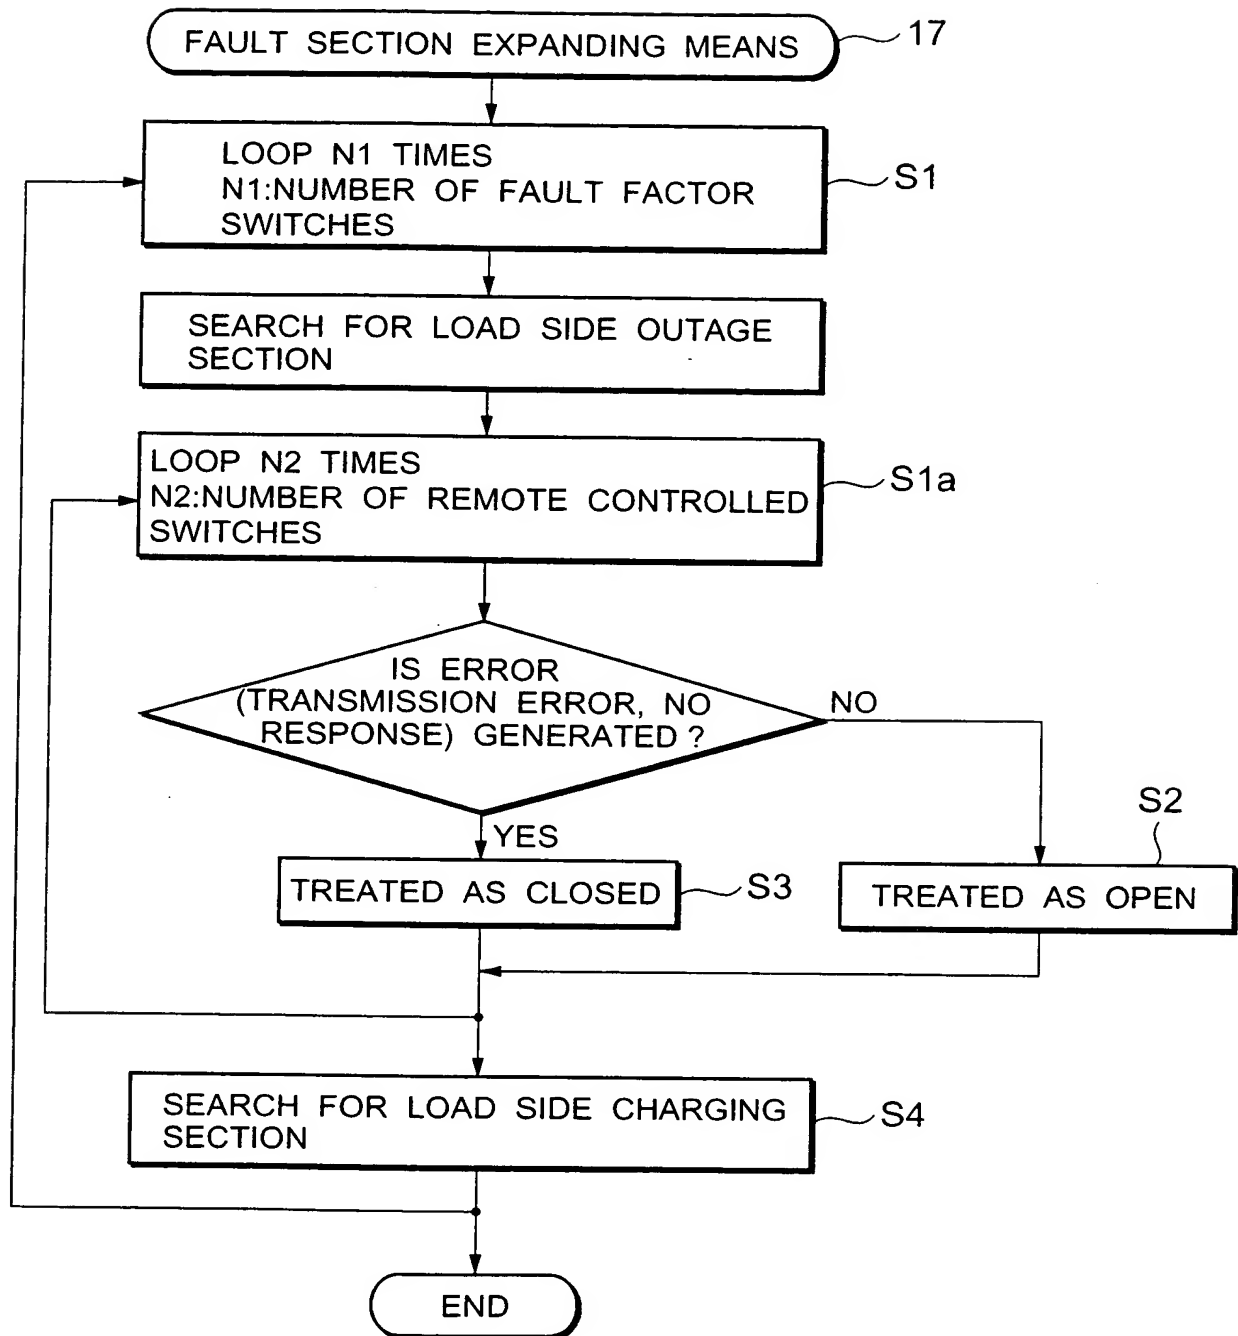 FAULT SECTION EXPANDING MEANS
17
LOOP N1 TIMES
N1:NUMBER OF FAULT FACTOR
SWITCHES
S1
SEARCH FOR LOAD SIDE OUTAGE
SECTION
LOOP N2 TIMES
N2:NUMBER OF REMOTE CONTROLLED
SWITCHES
S1a
IS ERROR
(TRANSMISSION ERROR, NO
RESPONSE) GENERATED ?
NO
YES
S2
TREATED AS CLOSED
S3
TREATED AS OPEN
SEARCH FOR LOAD SIDE CHARGING
SECTION
S4
END